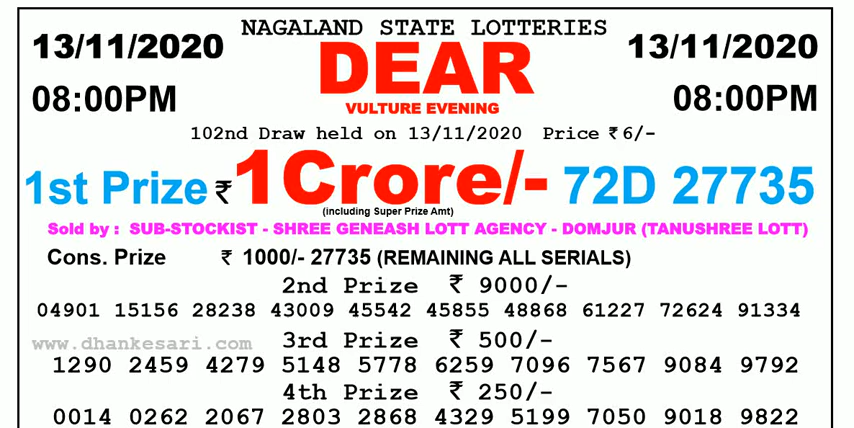 NAGALAND STATE LOTTERIES
13/11/2020 DEAR 13/11/2020
08:00PM VULTURE EVENING 08:00PM
102nd Draw held on 13/11/2020 Price ₹6/-
1st Prize ₹1Crore/- 72D 27735
(including Super Prize Amt)
Sold by : SUB-STOCKIST - SHREE GENEASH LOTT AGENCY - DOMJUR (TANUSHREE LOTT)
Cons. Prize ₹ 1000/- 27735 (REMAINING ALL SERIALS)
2nd Prize ₹ 9000/-
04901 15156 28238 43009 45542 45855 48868 61227 72624 91334
www.dhankesari.com 3rd Prize ₹ 500/-
1290 2459 4279 5148 5778 6259 7096 7567 9084 9792
4th Prize ₹ 250/-
0014 0262 2067 2803 2868 4329 5199 7050 9018 9822